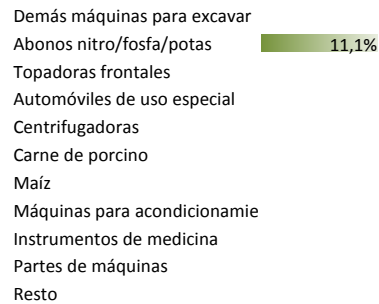 Demás máquinas para excavar
Abonos nitro/fosfa/potas 11,1%
Topadoras frontales
Automóviles de uso especial
Centrifugadoras
Carne de porcino
Maíz
Máquinas para acondicionamie
Instrumentos de medicina
Partes de máquinas
Resto